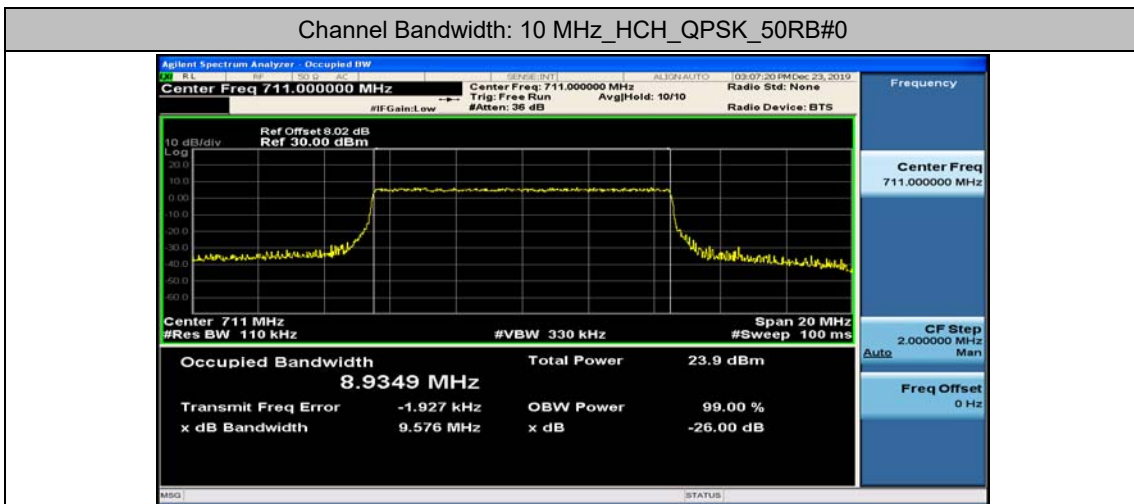 Channel Bandwidth: 10 MHz_HCH_QPSK_50RB#0
Agilent Spectrum Analyzer - Occupied BW
RL RF 50 Ω AC SENSE:INT ALIGN AUTO 03:07:20 PM Dec 23, 2019
Center Freq 711.000000 MHz
Center Freq: 711.000000 MHz
Radio Std: None
Trig: Free Run Avg|Hold: 10/10
#IFGain:Low #Atten: 36 dB Radio Device: BTS
Ref Offset 8.02 dB
10 dB/div Ref 30.00 dBm
Log
20.0
10.0
0.00
-10.0
-20.0
-30.0
-40.0
-50.0
-60.0
Center 711 MHz Span 20 MHz
#Res BW 110 kHz #VBW 330 kHz #Sweep 100 ms
Occupied Bandwidth Total Power 23.9 dBm
8.9349 MHz
Transmit Freq Error -1.927 kHz OBW Power 99.00 %
x dB Bandwidth 9.576 MHz x dB -26.00 dB
MSG STATUS
Frequency
Center Freq
711.000000 MHz
CF Step
2.000000 MHz
Auto Man
Freq Offset
0 Hz